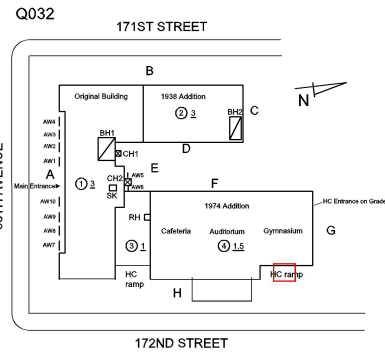 Q032
171ST STREET
B
N
Original Building
1938 Addition
② 3
BH2
C
AW4
AW3
AW2
AW1
BH1
CH1
D
A
E
Main Entrance
① 3
CH2
SK
AW5
AW6
F
AW10
AW9
AW8
AW7
RH
1974 Addition
HC Entrance on Grade
Cafeteria
Auditorium
Gymnasium
G
③ 1
④ 1.5
HC
ramp
HC ramp
H
172ND STREET